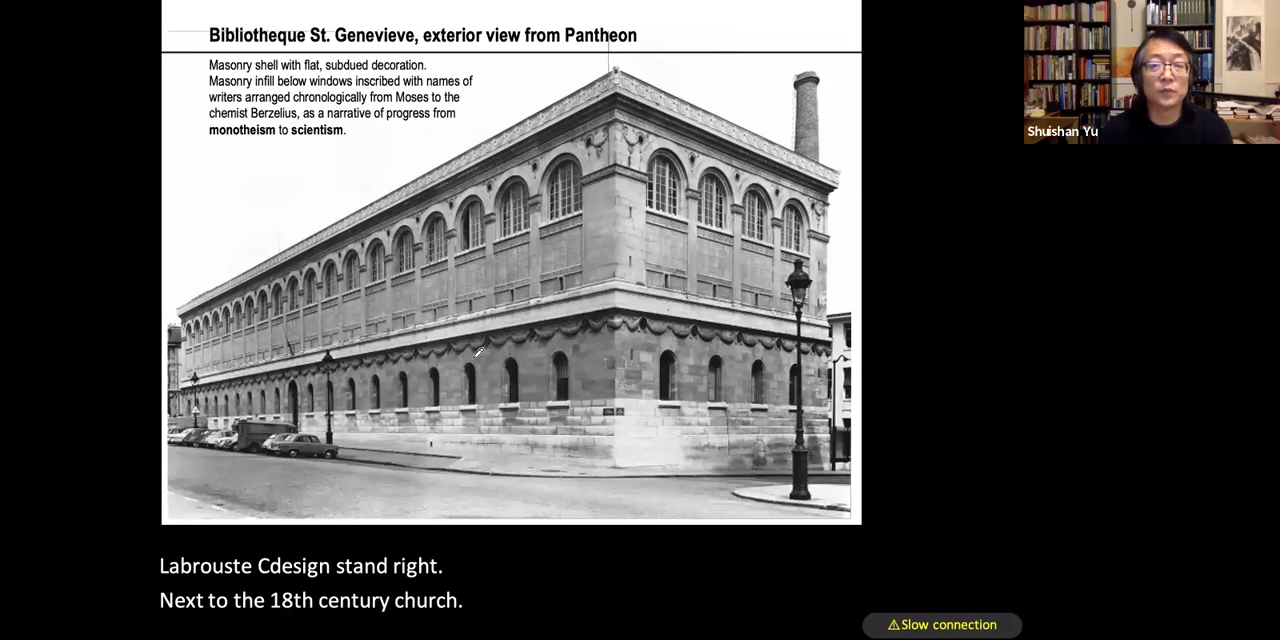 Bibliotheque St. Genevieve, exterior view from Pantheon
Masonry shell with flat, subdued decoration.
Masonry infill below windows inscribed with names of
writers arranged chronologically from Moses to the
chemist Berzelius, as a narrative of progress from
monotheism to scientism.
Shuishan Yu
Labrouste Cdesign stand right.
Next to the 18th century church.
⚠Slow connection